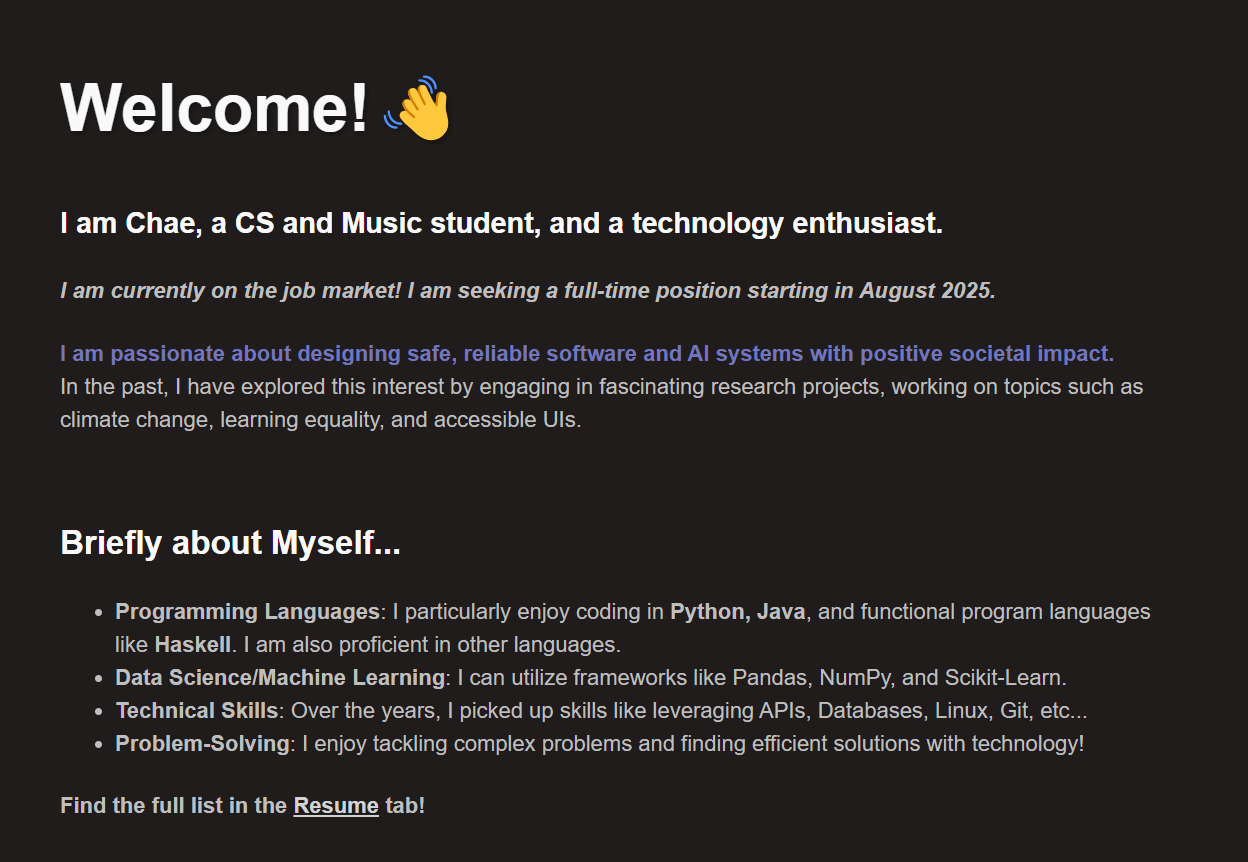 Welcome! 👋
I am Chae, a CS and Music student, and a technology enthusiast.
I am currently on the job market! I am seeking a full-time position starting in August 2025.
I am passionate about designing safe, reliable software and AI systems with positive societal impact.
In the past, I have explored this interest by engaging in fascinating research projects, working on topics such as
climate change, learning equality, and accessible UIs.
Briefly about Myself...
• Programming Languages: I particularly enjoy coding in Python, Java, and functional program languages
like Haskell. I am also proficient in other languages.
• Data Science/Machine Learning: I can utilize frameworks like Pandas, NumPy, and Scikit-Learn.
• Technical Skills: Over the years, I picked up skills like leveraging APIs, Databases, Linux, Git, etc...
• Problem-Solving: I enjoy tackling complex problems and finding efficient solutions with technology!
Find the full list in the Resume tab!